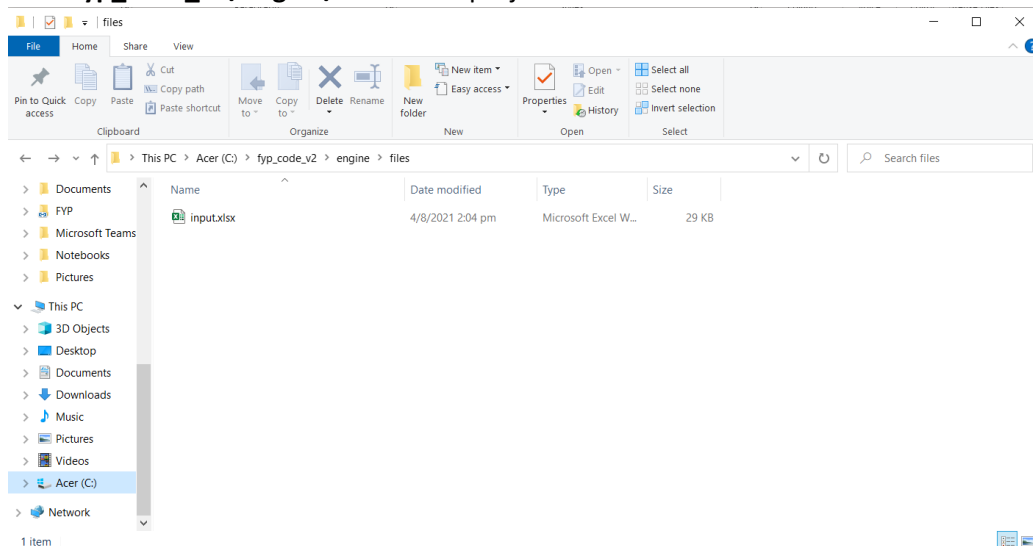 files
File Home Share View
Pin to Quick access
Copy
Paste
Cut
Copy path
Paste shortcut
Clipboard
Move to
Copy to
Delete
Rename
Organize
New folder
New item
Easy access
New
Properties
Open
Edit
History
Open
Select all
Select none
Invert selection
Select
This PC > Acer (C:) > fyp_code_v2 > engine > files
Search files
Name Date modified Type Size
input.xlsx 4/8/2021 2:04 pm Microsoft Excel W... 29 KB
Documents
FYP
Microsoft Teams
Notebooks
Pictures
This PC
3D Objects
Desktop
Documents
Downloads
Music
Pictures
Videos
Acer (C:)
Network
1 item